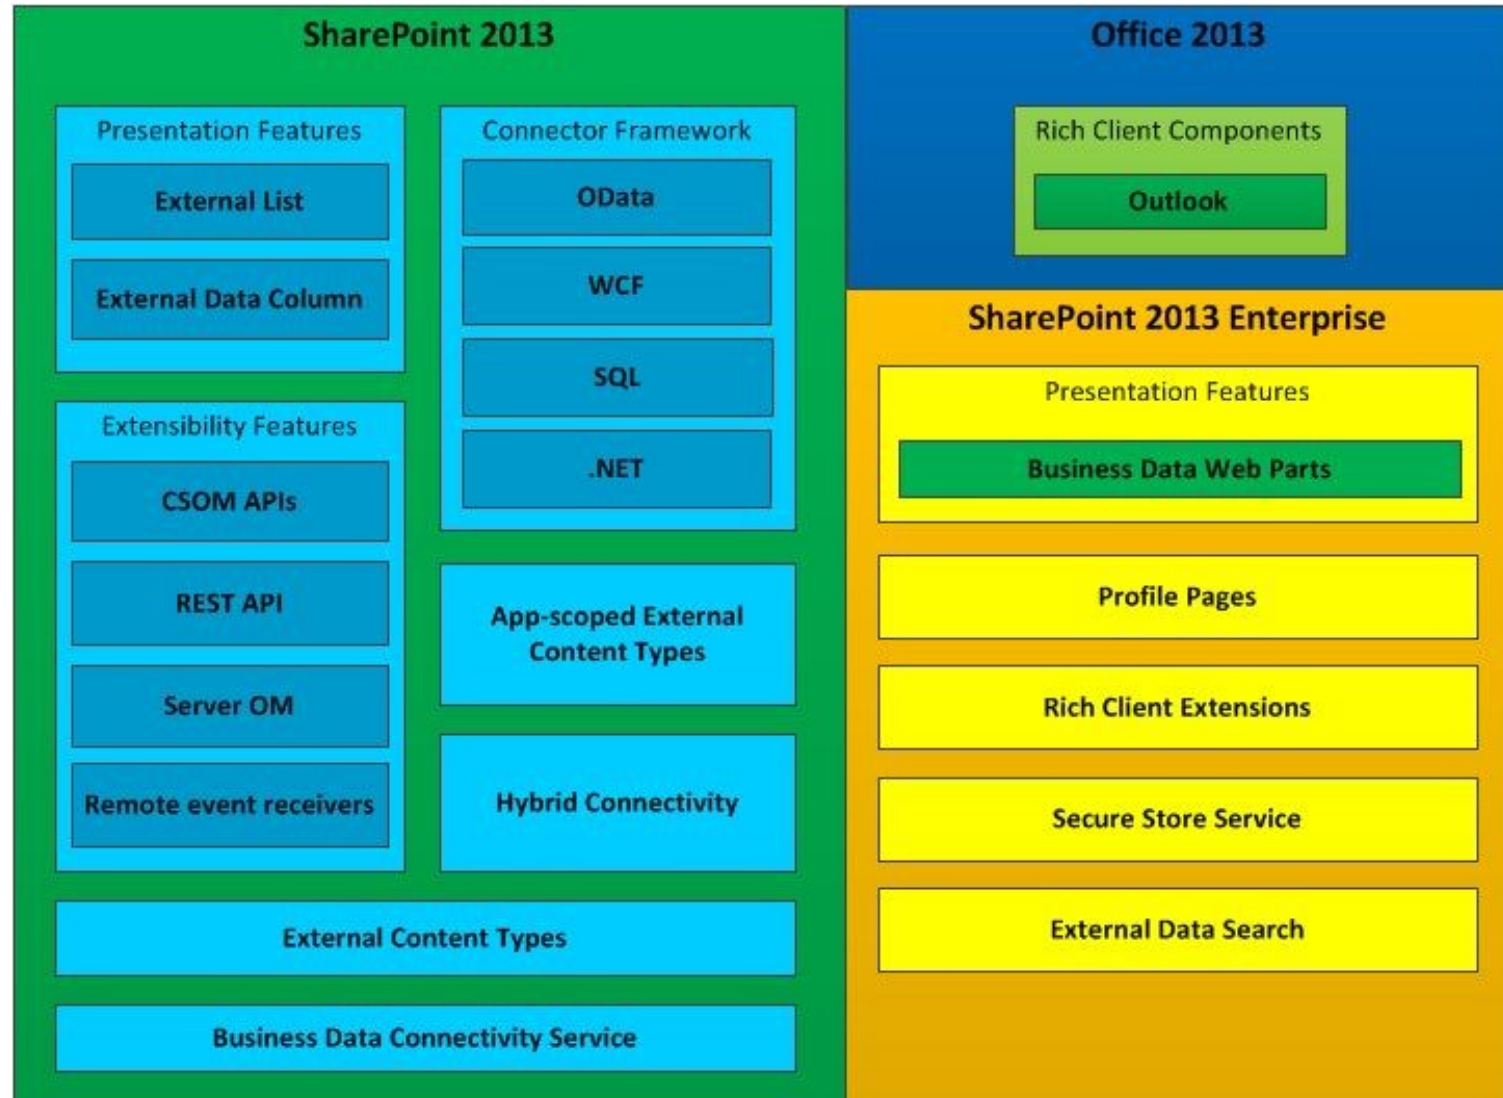 SharePoint 2013
Presentation Features
External List
External Data Column
Extensibility Features
CSOM APIs
REST API
Server OM
Remote event receivers
Connector Framework
OData
WCF
SQL
.NET
App-scoped External
Content Types
Hybrid Connectivity
External Content Types
Business Data Connectivity Service
Office 2013
Rich Client Components
Outlook
SharePoint 2013 Enterprise
Presentation Features
Business Data Web Parts
Profile Pages
Rich Client Extensions
Secure Store Service
External Data Search